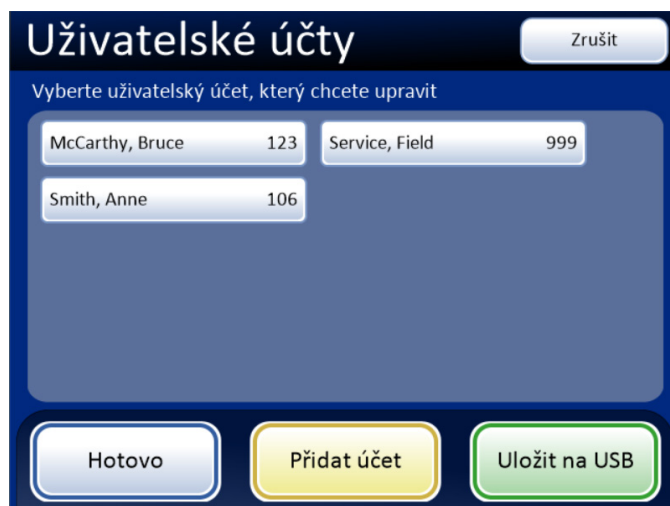 Uživatelské účty
Zrušit
Vyberte uživatelský účet, který chcete upravit
McCarthy, Bruce 123
Service, Field 999
Smith, Anne 106
Hotovo
Přidat účet
Uložit na USB